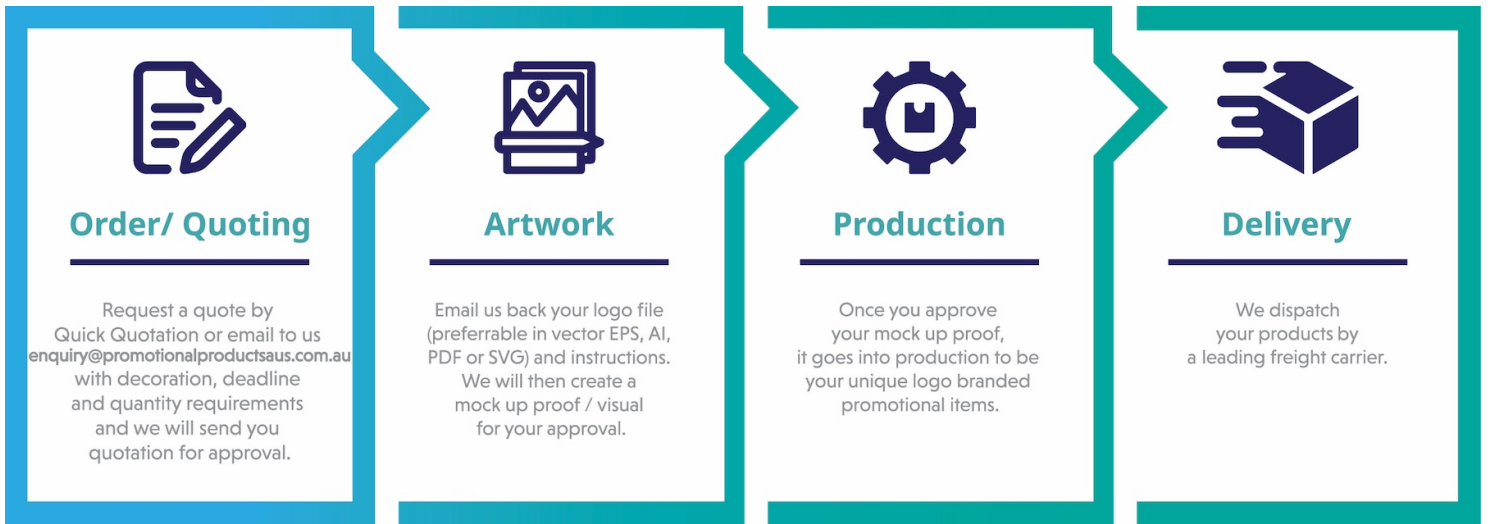 Order/ Quoting
Request a quote by
Quick Quotation or email to us
enquiry@promotionalproductsaus.com.au
with decoration, deadline
and quantity requirements
and we will send you
quotation for approval.
Artwork
Email us back your logo file
(preferrable in vector EPS, AI,
PDF or SVG) and instructions.
We will then create a
mock up proof / visual
for your approval.
Production
Once you approve
your mock up proof,
it goes into production to be
your unique logo branded
promotional items.
Delivery
We dispatch
your products by
a leading freight carrier.